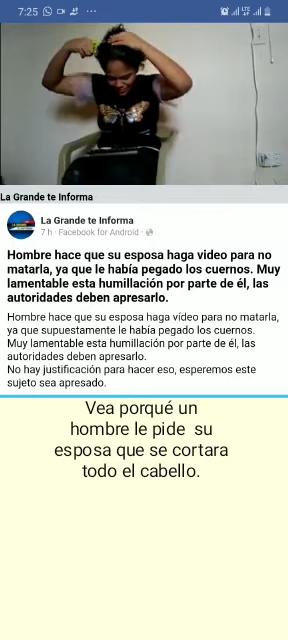 7:25
La Grande te Informa
La Grande te Informa
7 h · Facebook for Android ·
Hombre hace que su esposa haga video para no
matarla, ya que le había pegado los cuernos. Muy
lamentable esta humillación por parte de él, las
autoridades deben apresarlo.
Hombre hace que su esposa haga vídeo para no matarla,
ya que supuestamente le había pegado los cuernos.
Muy lamentable esta humillación por parte de él, las
autoridades deben apresarlo.
No hay justificación para hacer eso, esperemos este
sujeto sea apresado.
Vea porqué un
hombre le pide su
esposa que se cortara
todo el cabello.